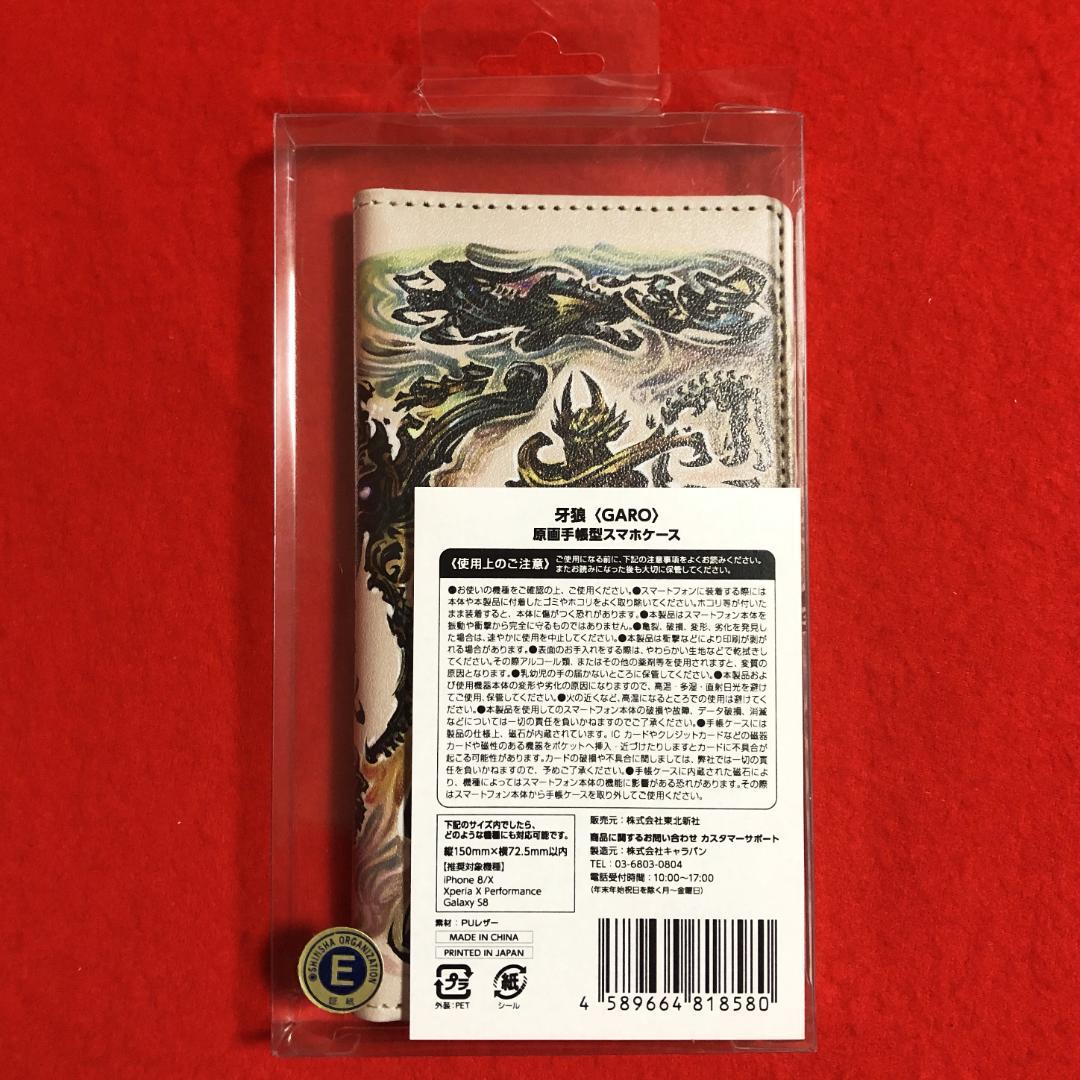 牙狼〈GARO〉
原画手帳型スマホケース
《使用上のご注意》
ご使用になる前に、下記の注意事項をよくお読みください。
またお読みになった後も大切に保管してください。
●お使いの機種をご確認の上、ご使用ください。●スマートフォンに装着する際には
本体や本製品に付着したゴミやホコリをよく取り除いてください。ホコリ等が付いた
まま装着すると、本体に傷がつく恐れがあります。●本製品はスマートフォン本体を
振動や衝撃から完全に守るものではありません。●亀裂、破損、変形、劣化を発見し
た場合は、速やかに使用を中止してください。●本製品は衝撃などにより印刷が剥が
れる場合があります。●表面のお手入れをする際は、やわらかい生地などで乾拭きし
てください。その際アルコール類、またはその他の薬剤等を使用されますと、変質の
原因となります。●乳幼児の手の届かないところに保管してください。●本製品およ
び使用機器本体の変形や劣化の原因になりますので、高温・多湿・直射日光を避け
てご使用、保管してください。●火の近くなど、高温になるところでの使用は避けてく
ださい。●本製品を使用してのスマートフォン本体の破損や故障、データ破損、消滅
などについては一切の責任を負いかねますのでご了承ください。●手帳ケースには
製品の仕様上、磁石が内蔵されています。IC カードやクレジットカードなどの磁器
カードや磁性のある機器をポケットへ挿入・近づけたりしますとカードに不具合が
起こる可能性があります。カードの破損や不具合に関しましては、弊社では一切の責
任を負いかねますので、予めご了承ください。●手帳ケースに内蔵された磁石によ
り、機種によってはスマートフォン本体の機能に影響がある恐れがあります。その際
はスマートフォン本体から手帳ケースを取り外してご使用ください。
下記のサイズ内でしたら、
どのような機種にも対応可能です。
縦150mm×横72.5mm以内
【推奨対象機種】
iPhone 8/X
Xperia X Performance
Galaxy S8
販売元：株式会社東北新社
商品に関するお問い合わせ カスタマーサポート
製造元：株式会社キャラバン
TEL：03-6803-0804
電話受付時間：10:00～17:00
（年末年始祝日を除く月～金曜日）
素材：PUレザー
MADE IN CHINA
PRINTED IN JAPAN
プラ
外装：PET
紙
シール
4 589664 818580
SHINSHA ORGANIZATION
E
証紙